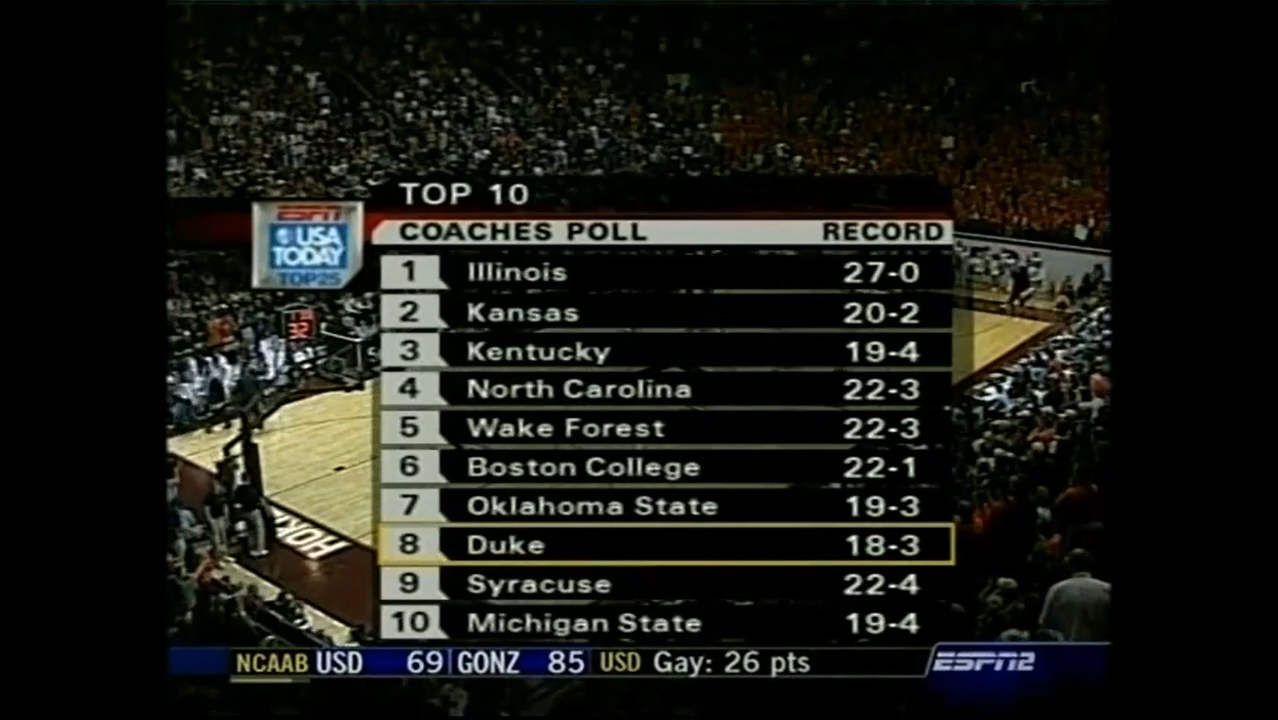 TOP 10
ESPN
USA
TODAY
TOP25
COACHES POLL RECORD
1 Illinois 27-0
2 Kansas 20-2
3 Kentucky 19-4
4 North Carolina 22-3
5 Wake Forest 22-3
6 Boston College 22-1
7 Oklahoma State 19-3
8 Duke 18-3
9 Syracuse 22-4
10 Michigan State 19-4
HOKI
NCAAB USD 69 GONZ 85 USD Gay: 26 pts ESPN2